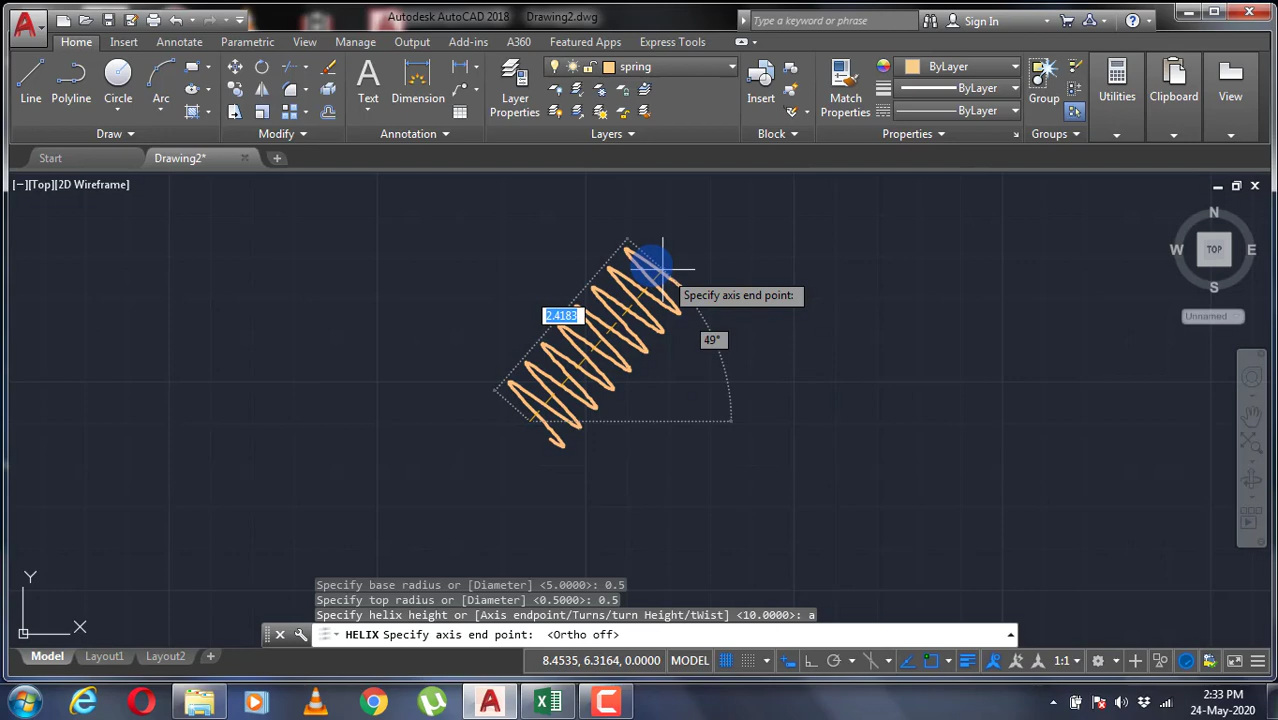 Autodesk AutoCAD 2018 Drawing2.dwg
Type a keyword or phrase
Sign In
Home Insert Annotate Parametric View Manage Output Add-ins A360 Featured Apps Express Tools
spring
ByLayer
ByLayer
ByLayer
Line Polyline Circle Arc Text Dimension
Layer
Properties
Insert
Match
Properties
Group Utilities Clipboard View
Draw Modify Annotation Layers Block Properties Groups
Start Drawing2*
[−][Top][2D Wireframe]
N
W TOP E
S
Unnamed
Specify axis end point:
2.4183
49°
Y
X
Specify base radius or [Diameter] <5.0000>: 0.5
Specify top radius or [Diameter] <0.5000>: 0.5
Specify helix height or [Axis endpoint/Turns/turn Height/tWist] <10.0000>: a
HELIX Specify axis end point: <Ortho off>
Model Layout1 Layout2
8.4535, 6.3164, 0.0000 MODEL 1:1
2:33 PM
24-May-2020